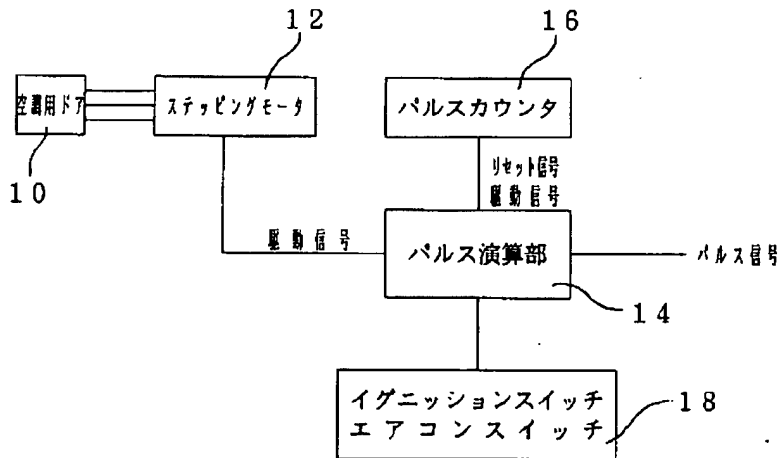 12
16
空調用ドア
ステッピングモータ
パルスカウンタ
10
リセット信号
駆動信号
駆動信号
パルス演算部
パルス信号
14
イグニッションスイッチ
エアコンスイッチ
18